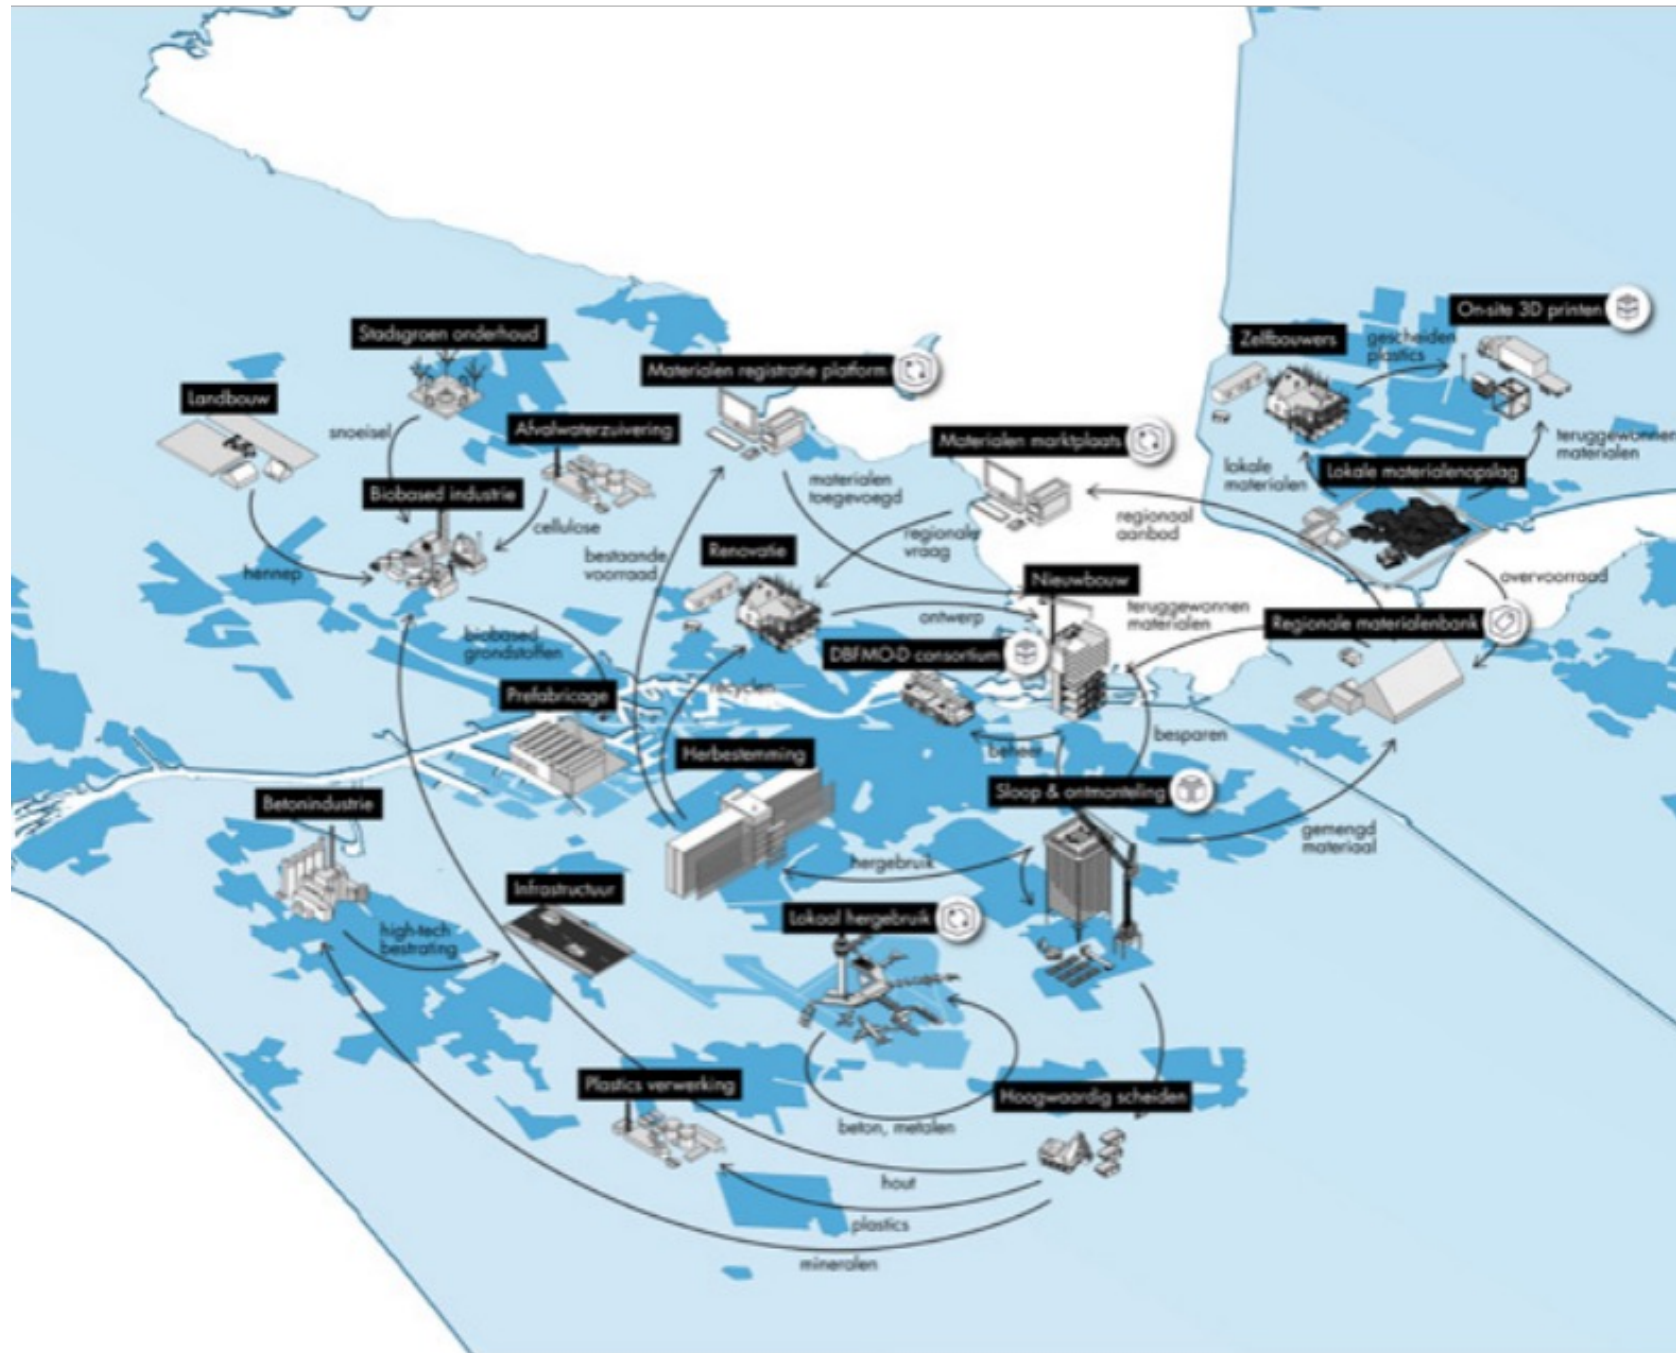 On-site 3D printen
Stadsgroen onderhoud
Zelfbouwers
gescheiden
plastics
Materialen registratie platform
Landbouw
snoeisel
Afvalwaterzuivering
Materialen marktplaats
teruggewonnen
materialen
lokale
materialen
Lokale materialenopslag
Biobased industrie
materialen
toegevoegd
cellulose
regionaal
aanbod
regionale
vraag
bestaande
voorraad
Renovatie
hennep
Nieuwbouw
overvoorraad
teruggewonnen
materialen
ontwerp
Regionale materialenbank
biobased
grondstoffen
DBFMO-D consortium
Prefabricage
recyclen
besparen
beheer
Herbestemming
Sloop & ontmanteling
Betonindustrie
gemengd
materiaal
hergebruik
Infrastructuur
Lokaal hergebruik
high-tech
bestrating
Plastics verwerking
Hoogwaardig scheiden
beton, metalen
hout
plastics
mineralen